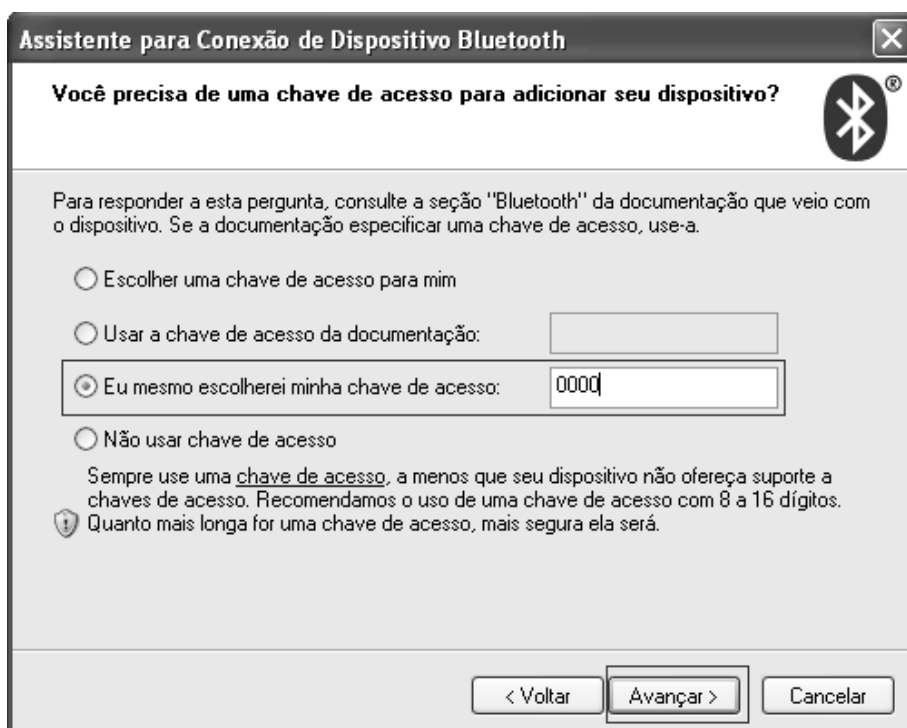 Assistente para Conexão de Dispositivo Bluetooth
Você precisa de uma chave de acesso para adicionar seu dispositivo?
®
Para responder a esta pergunta, consulte a seção "Bluetooth" da documentação que veio com
o dispositivo. Se a documentação especificar uma chave de acesso, use-a.
Escolher uma chave de acesso para mim
Usar a chave de acesso da documentação:
Eu mesmo escolherei minha chave de acesso: 0000
Não usar chave de acesso
Sempre use uma chave de acesso, a menos que seu dispositivo não ofereça suporte a
chaves de acesso. Recomendamos o uso de uma chave de acesso com 8 a 16 dígitos.
Quanto mais longa for uma chave de acesso, mais segura ela será.
< Voltar Avançar > Cancelar